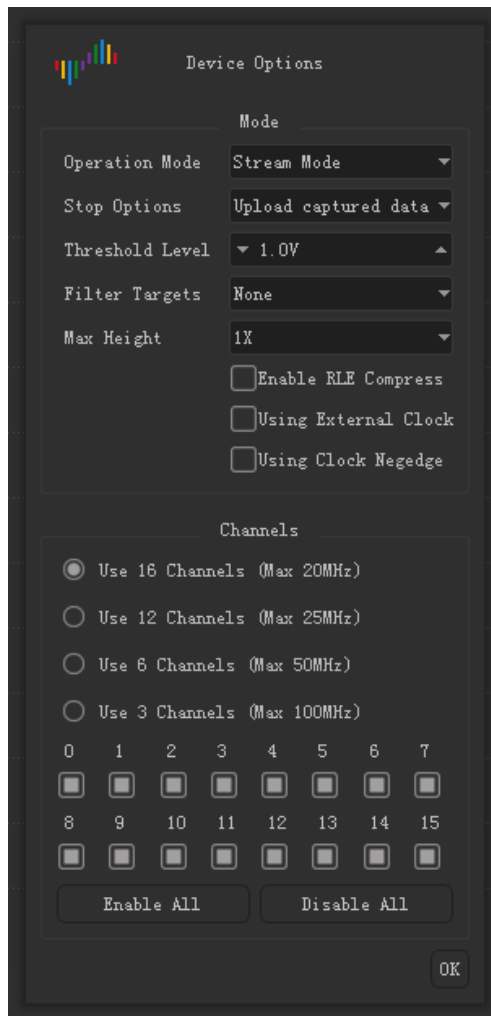 Device Options
Mode
Operation Mode Stream Mode
Stop Options Upload captured data
Threshold Level 1.0V
Filter Targets None
Max Height 1X
Enable RLE Compress
Using External Clock
Using Clock Negedge
Channels
Use 16 Channels (Max 20MHz)
Use 12 Channels (Max 25MHz)
Use 6 Channels (Max 50MHz)
Use 3 Channels (Max 100MHz)
0 1 2 3 4 5 6 7
8 9 10 11 12 13 14 15
Enable All Disable All
OK